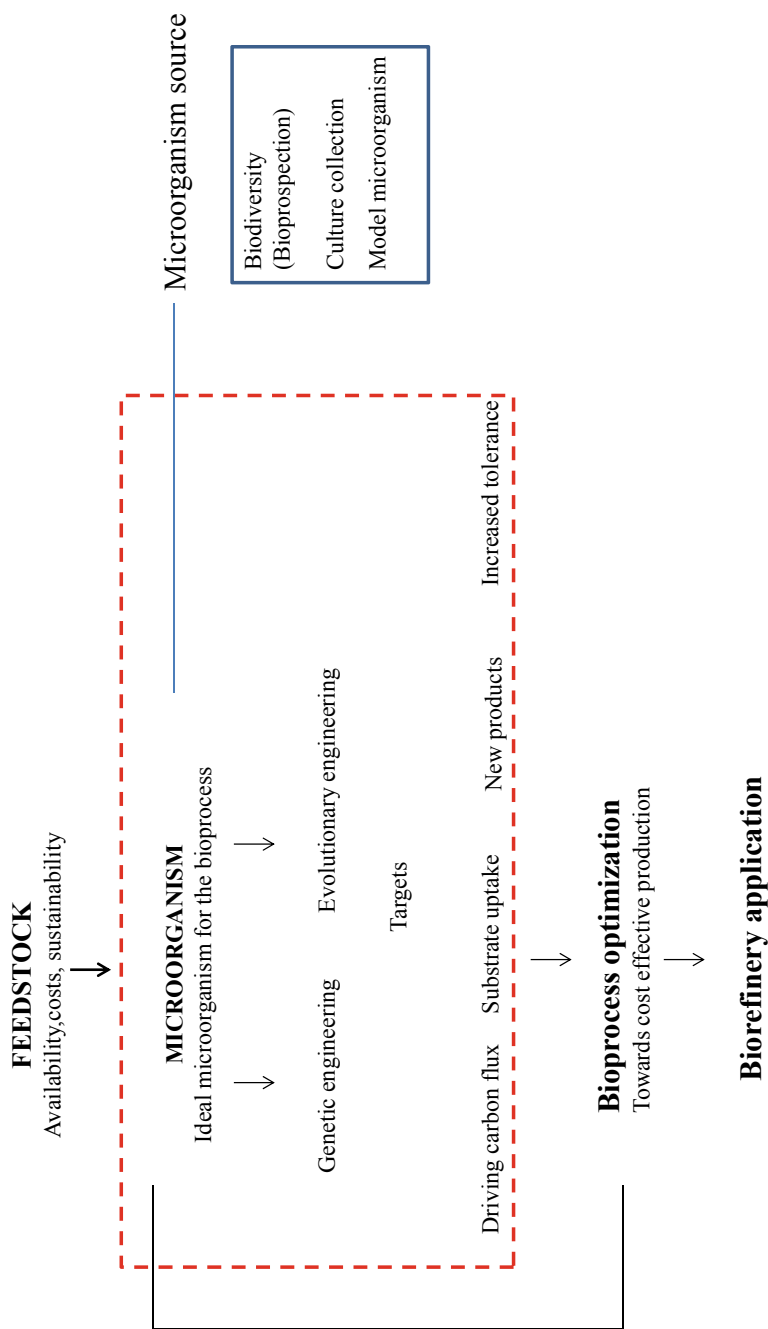 FEEDSTOCK
Availability,costs, sustainability
MICROORGANISM
Ideal microorganism for the bioprocess
Microorganism source
Biodiversity
(Bioprospection)
Culture collection
Model microorganism
Genetic engineering
Evolutionary engineering
Targets
Driving carbon flux
Substrate uptake
New products
Increased tolerance
Bioprocess optimization
Towards cost effective production
Biorefinery application